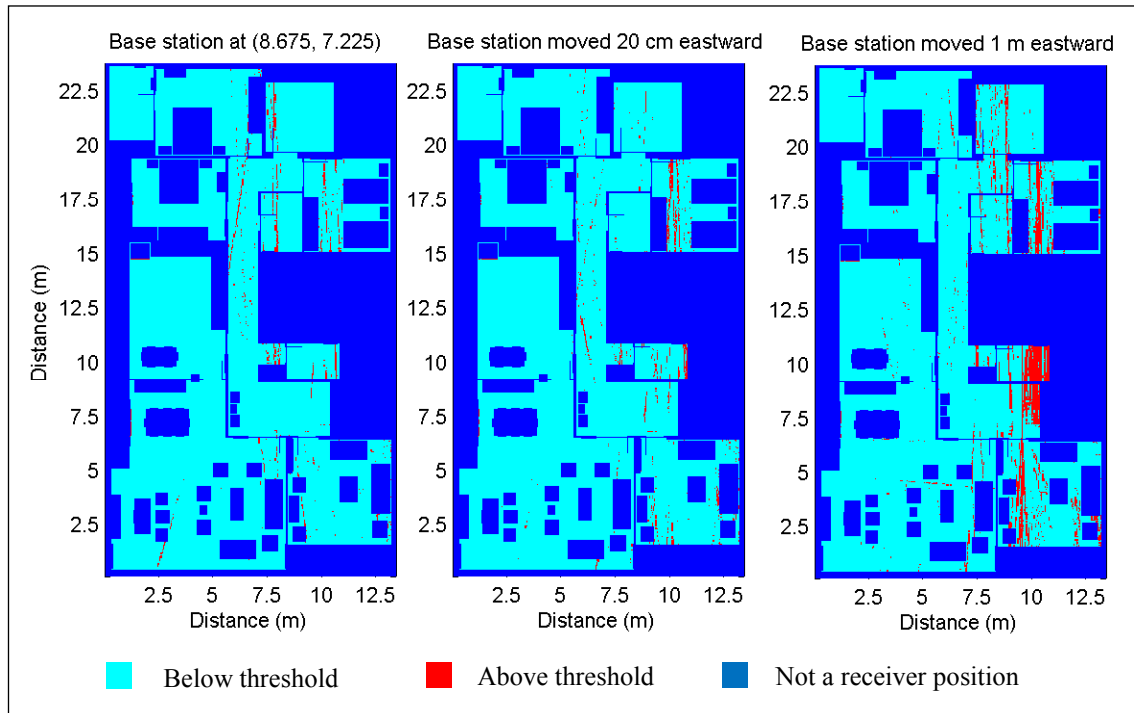 Base station at (8.675, 7.225)
Base station moved 20 cm eastward
Base station moved 1 m eastward
22.5
20
17.5
15
12.5
10
7.5
5
2.5
Distance (m)
2.5 5 7.5 10 12.5
Distance (m)
22.5
20
17.5
15
12.5
10
7.5
5
2.5
2.5 5 7.5 10 12.5
Distance (m)
22.5
20
17.5
15
12.5
10
7.5
5
2.5
2.5 5 7.5 10 12.5
Distance (m)
Below threshold
Above threshold
Not a receiver position